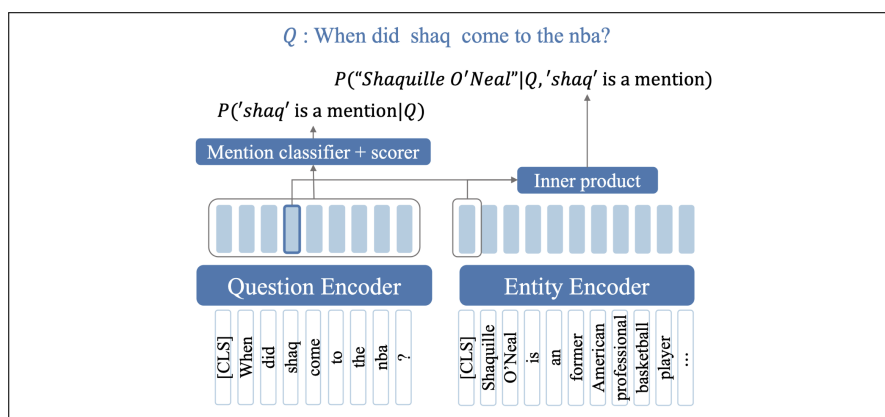 Q : When did shaq come to the nba?
P("Shaquille O'Neal"|Q, 'shaq' is a mention)
P('shaq' is a mention|Q)
Mention classifier + scorer
Inner product
Question Encoder
Entity Encoder
[CLS]
When
did
shaq
come
to
the
nba
?
[CLS]
Shaquille
O'Neal
is
an
former
American
professional
basketball
player
...